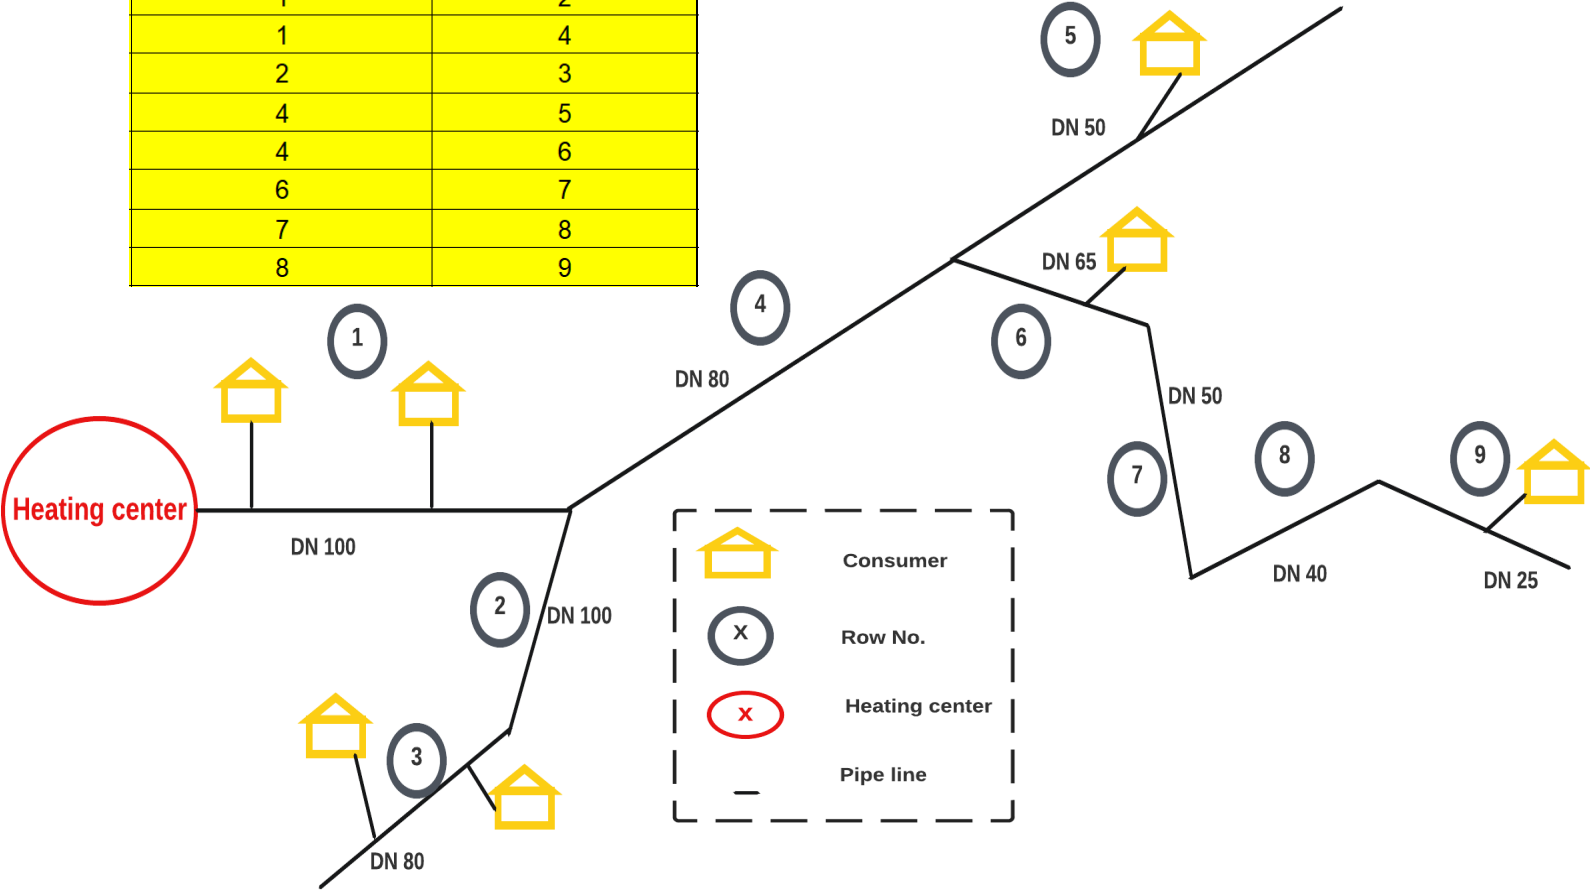 1 2
1 4
2 3
4 5
4 6
6 7
7 8
8 9
5
DN 50
DN 65
4
1
6
DN 80
DN 50
7
8
9
Heating center
DN 100
DN 40
DN 25
2
DN 100
3
DN 80
Consumer
X
Row No.
X
Heating center
Pipe line